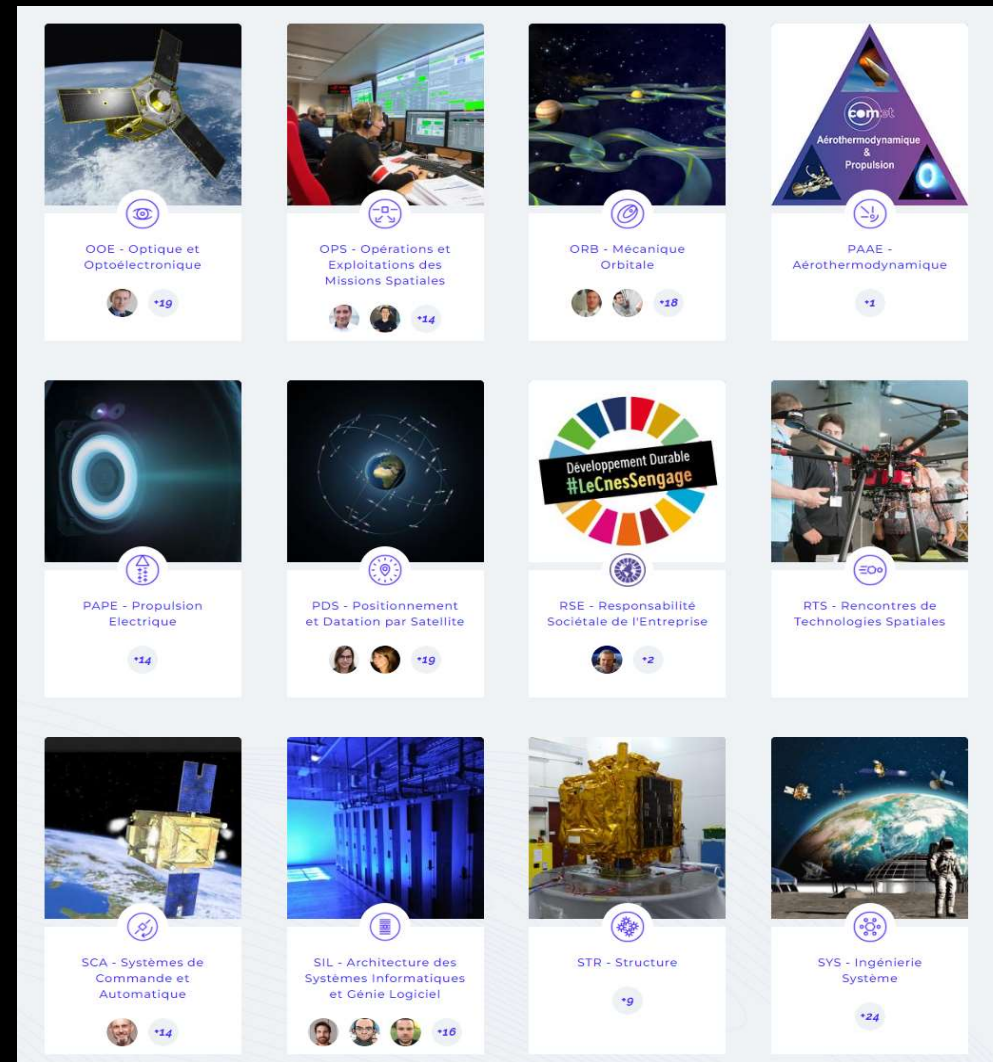 comet
Aérothermodynamique
&
Propulsion
OOE - Optique et
Optoélectronique
+19
OPS - Opérations et
Exploitations des
Missions Spatiales
+14
ORB - Mécanique
Orbitale
+18
PAAE -
Aérothermodynamique
+1
Développement Durable
#LeCnesSengage
PAPE - Propulsion
Electrique
+14
PDS - Positionnement
et Datation par Satellite
+19
RSE - Responsabilité
Sociétale de l'Entreprise
+2
RTS - Rencontres de
Technologies Spatiales
SCA - Systèmes de
Commande et
Automatique
+14
SIL - Architecture des
Systèmes Informatiques
et Génie Logiciel
+16
STR - Structure
+9
SYS - Ingénierie
Système
+24